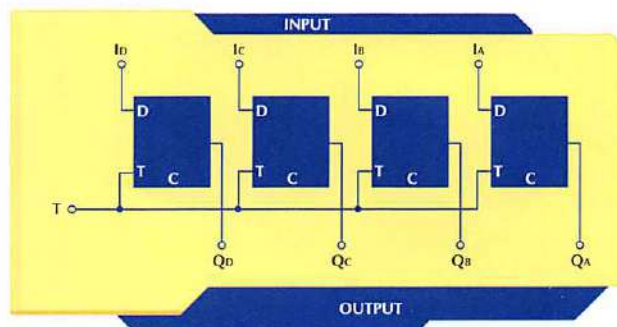 INPUT
ID IC IB IA
D D D D
T T T T
C C C C
T
QD QC QB QA
OUTPUT